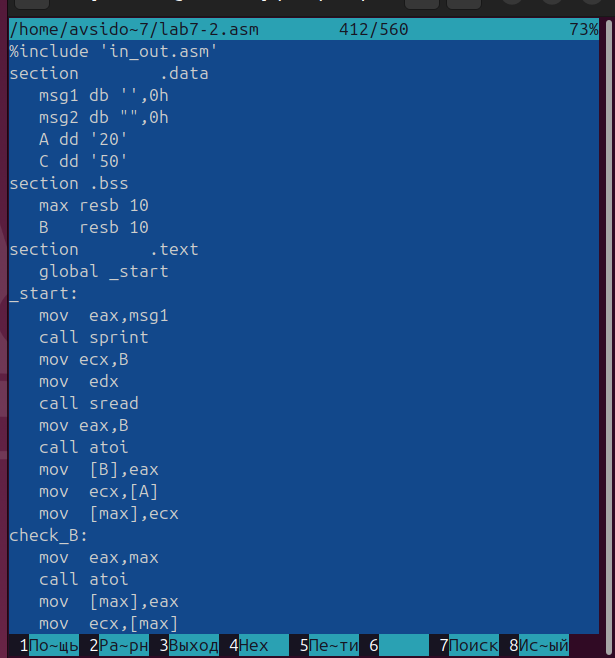 /home/avsido~7/lab7-2.asm 412/560 73%
%include 'in_out.asm'
section .data
msg1 db '',0h
msg2 db "",0h
A dd '20'
C dd '50'
section .bss
max resb 10
B resb 10
section .text
global _start
_start:
mov eax,msg1
call sprint
mov ecx,B
mov edx
call sread
mov eax,B
call atoi
mov [B],eax
mov ecx,[A]
mov [max],ecx
check_B:
mov eax,max
call atoi
mov [max],eax
mov ecx,[max]
1По~щь 2Ра~рн 3Выход 4Hex 5Пе~ти 6 7Поиск 8Ис~ый